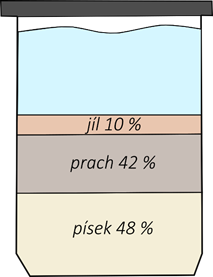 jíl 10 %
prach 42 %
písek 48 %